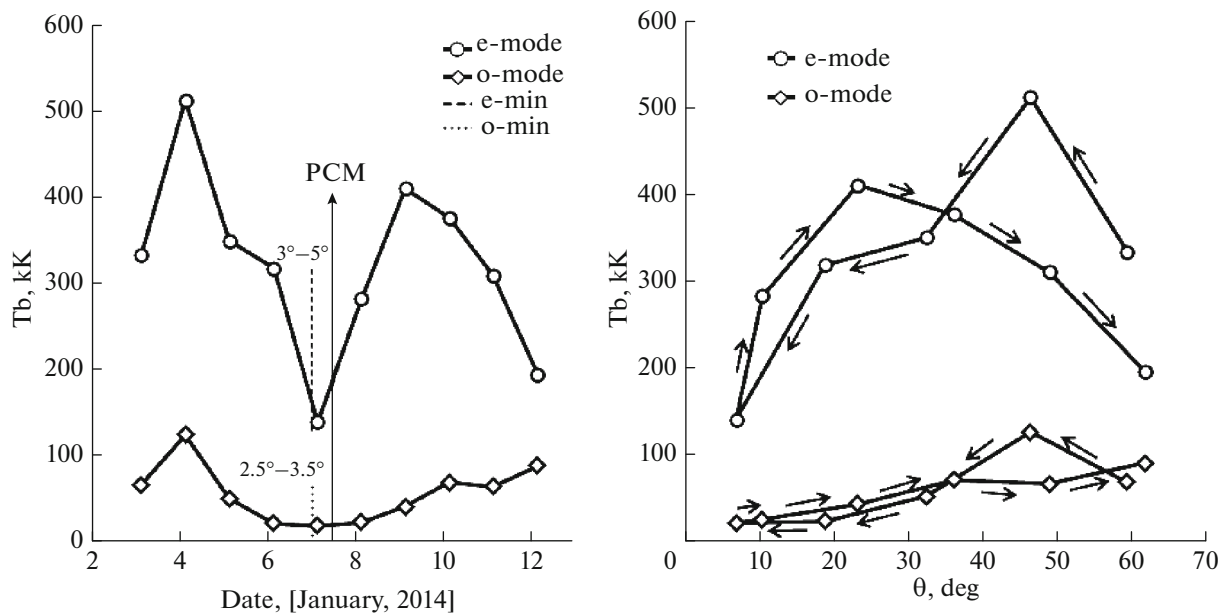 600
500
400
300
200
100
0
Tb, kK
e-mode
o-mode
e-min
o-min
PCM
3°–5°
2.5°–3.5°
2 4 6 8 10 12
Date, [January, 2014]
600
500
400
300
200
100
Tb, kK
e-mode
o-mode
0 10 20 30 40 50 60 70
θ, deg